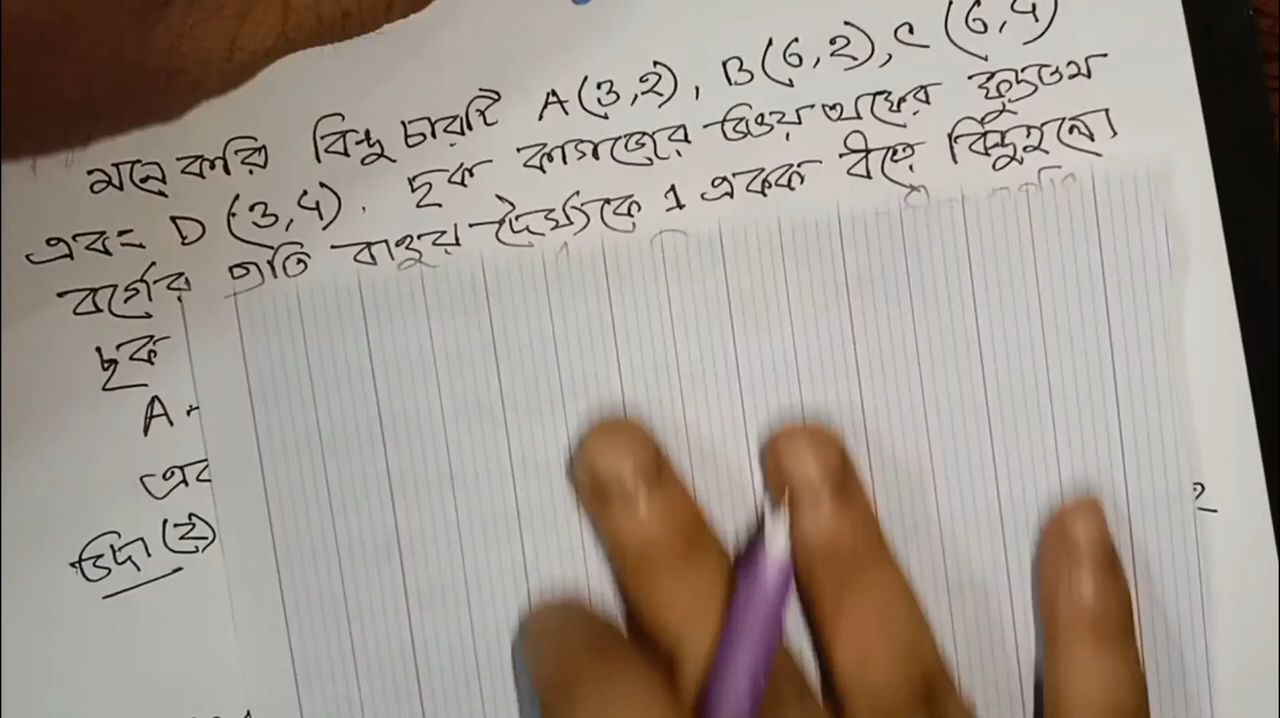 মনে করি বিন্দু চারটি A(3,2), B(6,2), C (6,4)
এবং D (3,4). ছক কাগজের উভয় অক্ষের ক্ষুদ্রতম
বর্গের প্রতি বাহুর দৈর্ঘ্যকে 1 একক ধরে বিন্দুগুলো
ছক
A.
এব
উদা (2)
2